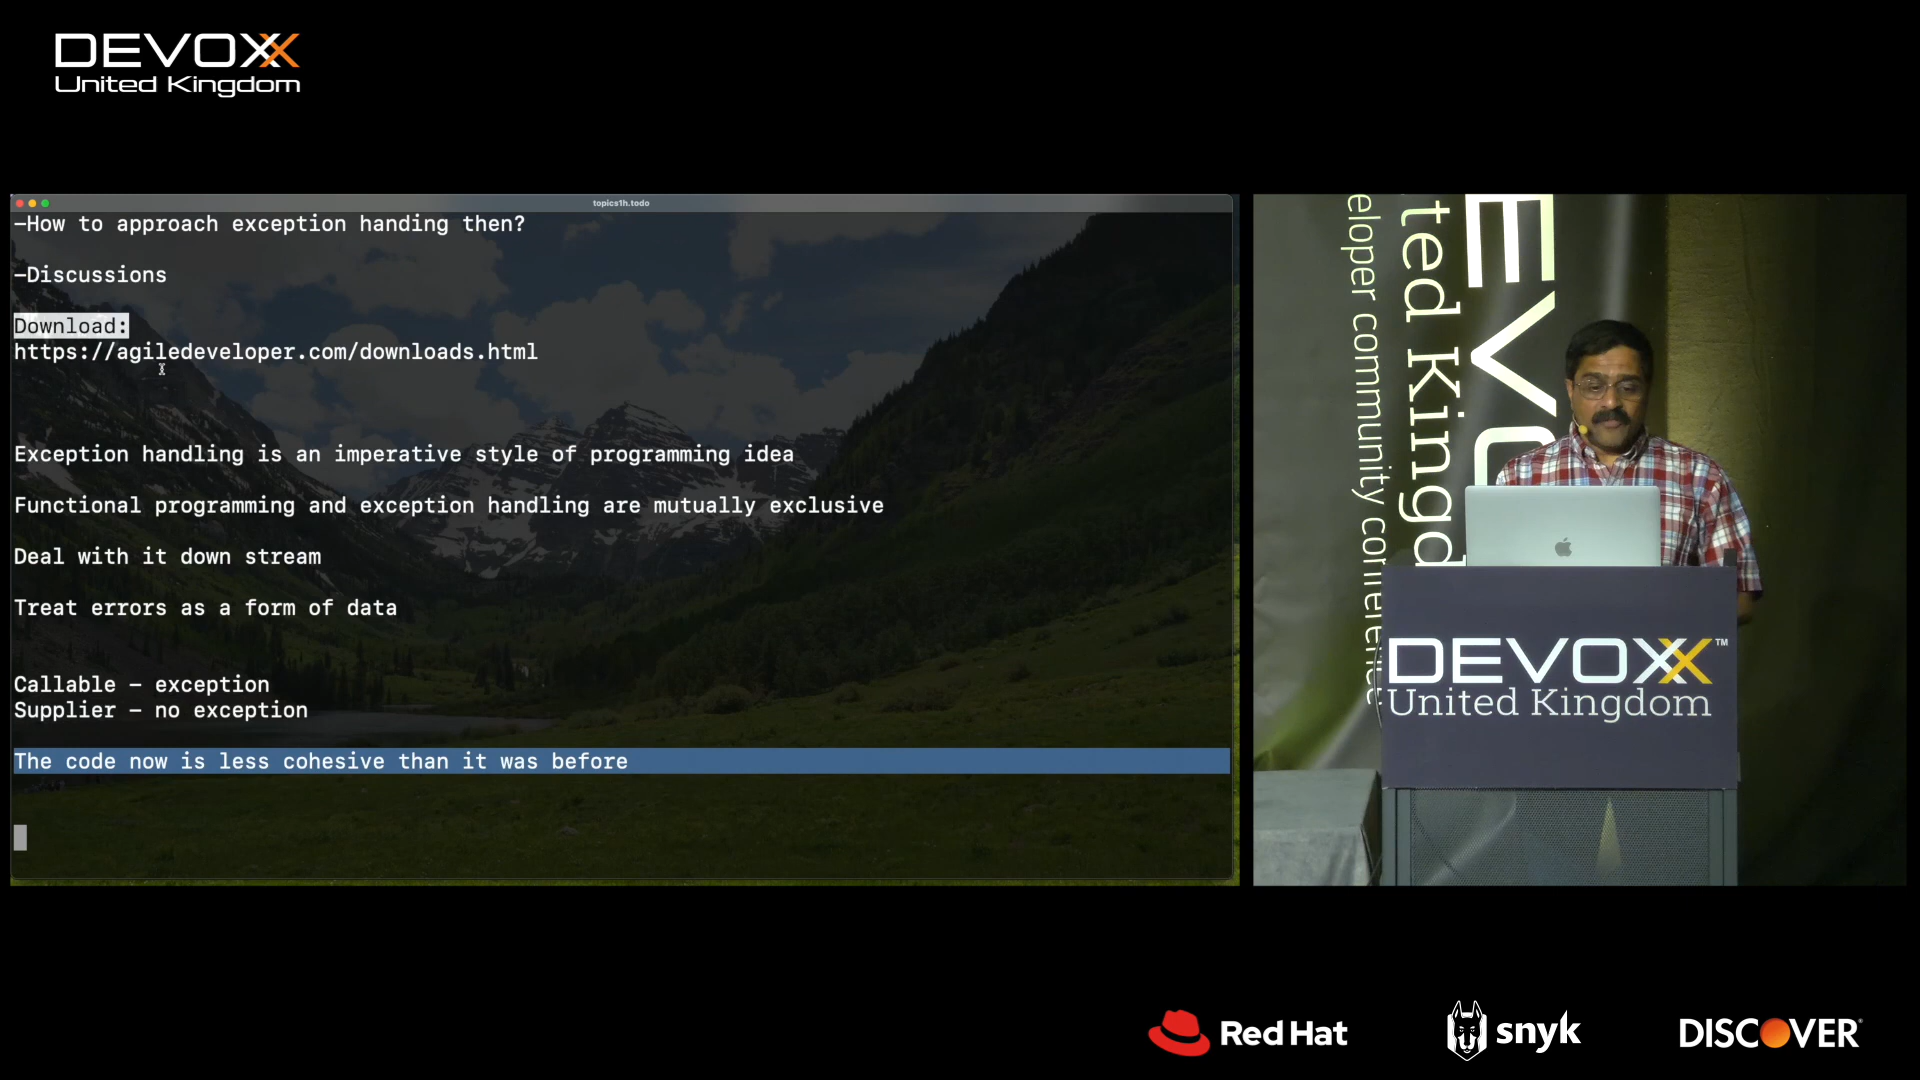 DEVOXX
United Kingdom
topics1h.todo
-How to approach exception handing then?
-Discussions
Download:
https://agiledeveloper.com/downloads.html
Exception handling is an imperative style of programming idea
Functional programming and exception handling are mutually exclusive
Deal with it down stream
Treat errors as a form of data
Callable - exception
Supplier - no exception
The code now is less cohesive than it was before
EVO
ted Kingd
eloper community conference
DEVOXX™
United Kingdom
Red Hat
snyk
DISCOVER